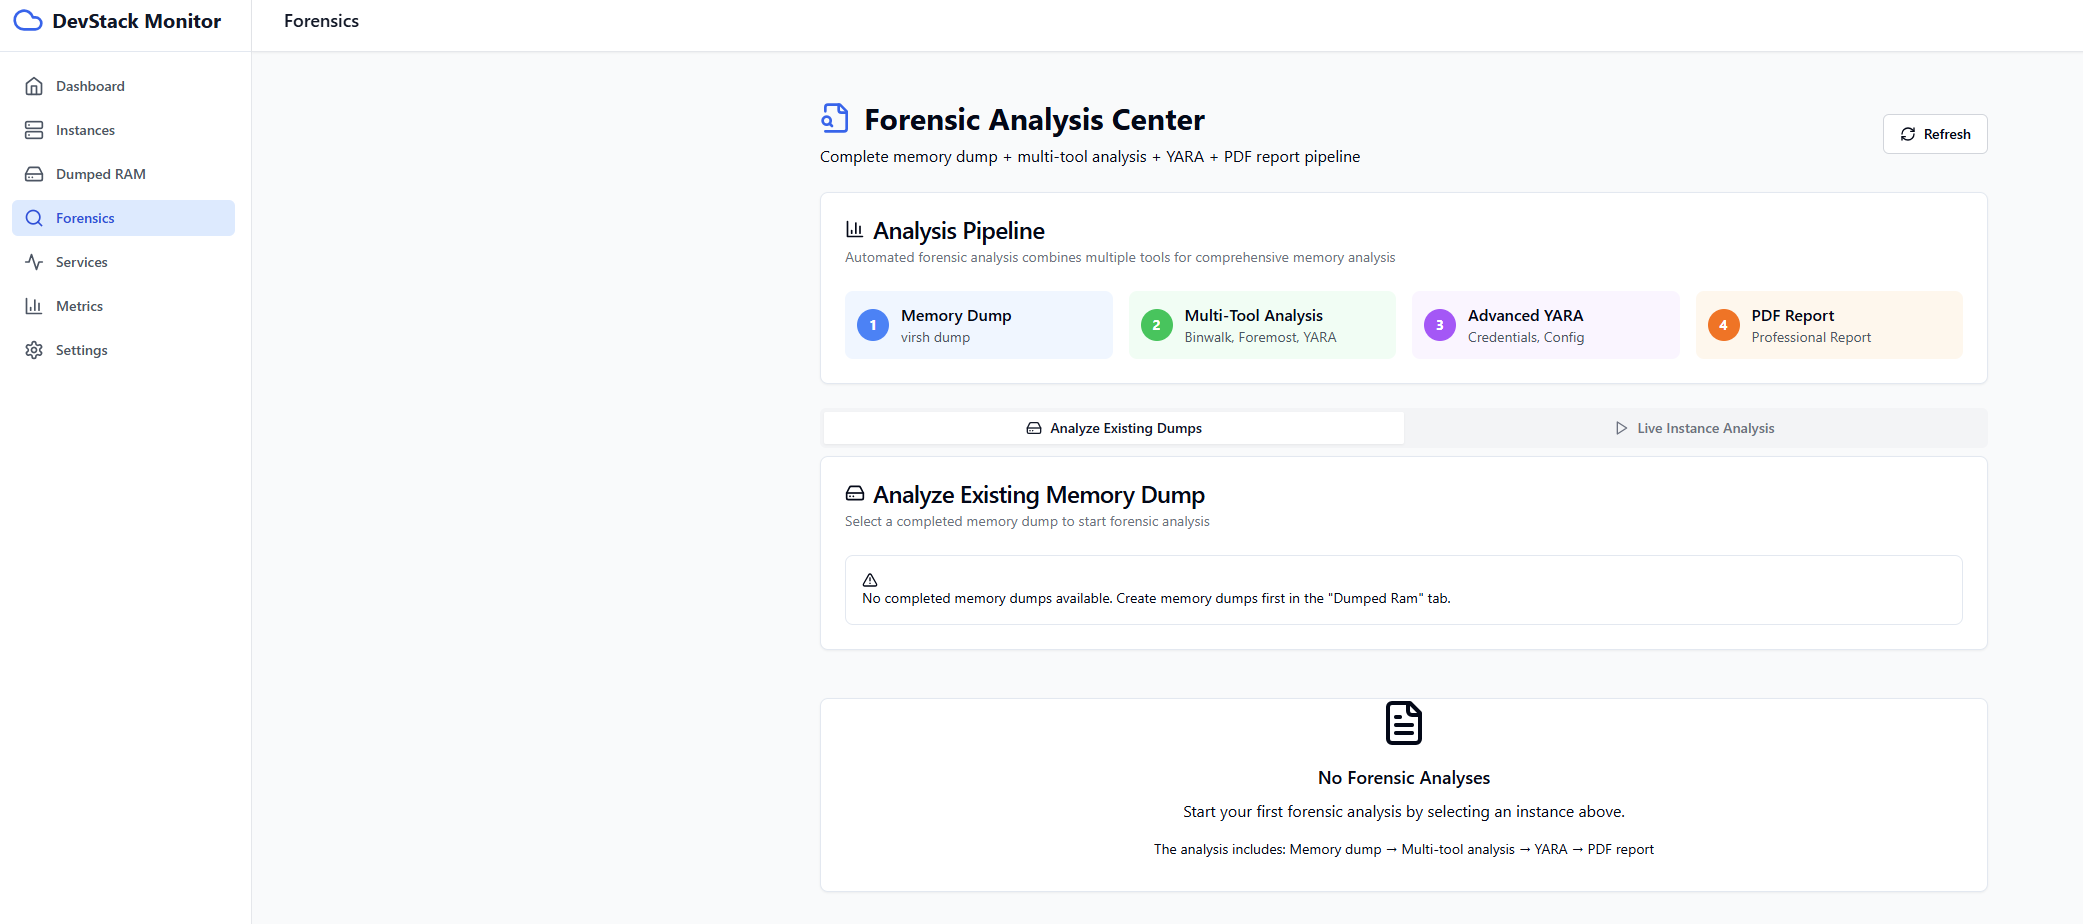 DevStack Monitor
Forensics
Dashboard
Instances
Dumped RAM
Forensics
Services
Metrics
Settings
Forensic Analysis Center
Complete memory dump + multi-tool analysis + YARA + PDF report pipeline
Refresh
Analysis Pipeline
Automated forensic analysis combines multiple tools for comprehensive memory analysis
1
Memory Dump
virsh dump
2
Multi-Tool Analysis
Binwalk, Foremost, YARA
3
Advanced YARA
Credentials, Config
4
PDF Report
Professional Report
Analyze Existing Dumps
Live Instance Analysis
Analyze Existing Memory Dump
Select a completed memory dump to start forensic analysis
No completed memory dumps available. Create memory dumps first in the "Dumped Ram" tab.
No Forensic Analyses
Start your first forensic analysis by selecting an instance above.
The analysis includes: Memory dump → Multi-tool analysis → YARA → PDF report